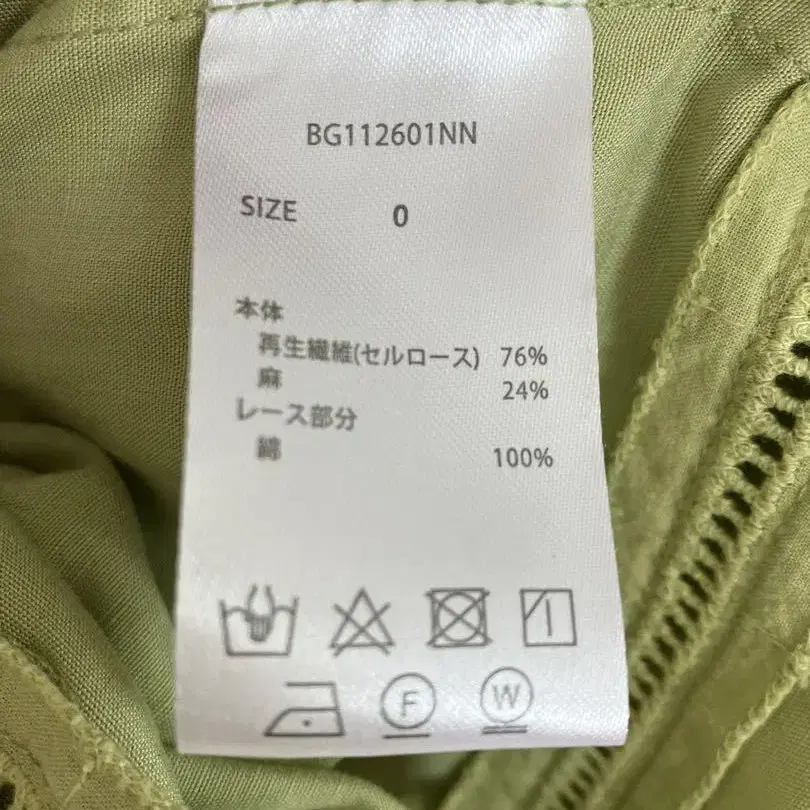 BG112601NN
SIZE 0
本体
再生繊維(セルロース) 76%
麻 24%
レース部分
綿 100%
F W